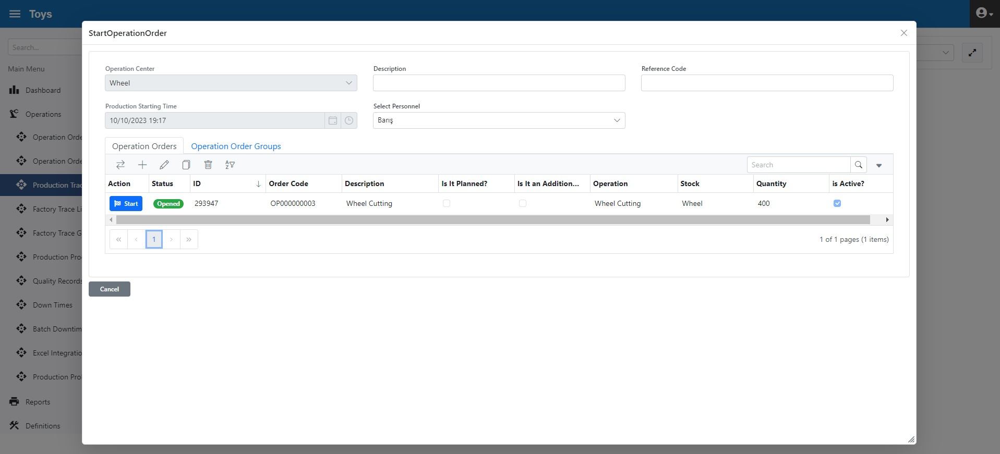 Toys
StartOperationOrder
Search...
Main Menu
Dashboard
Operations
Operation Orde
Operation Orde
Production Trac
Factory Trace Li
Factory Trace G
Production Pro
Quality Records
Down Times
Batch Downtim
Excel Integratio
Production Pro
Reports
Definitions
Operation Center
Wheel
Description
Reference Code
Production Starting Time
10/10/2023 19:17
Select Personnel
Barış
Operation Orders
Operation Order Groups
Search
Action Status ID Order Code Description Is It Planned? Is It an Addition... Operation Stock Quantity is Active?
Start Opened 293947 OP000000003 Wheel Cutting Wheel Cutting Wheel 400
1
1 of 1 pages (1 items)
Cancel